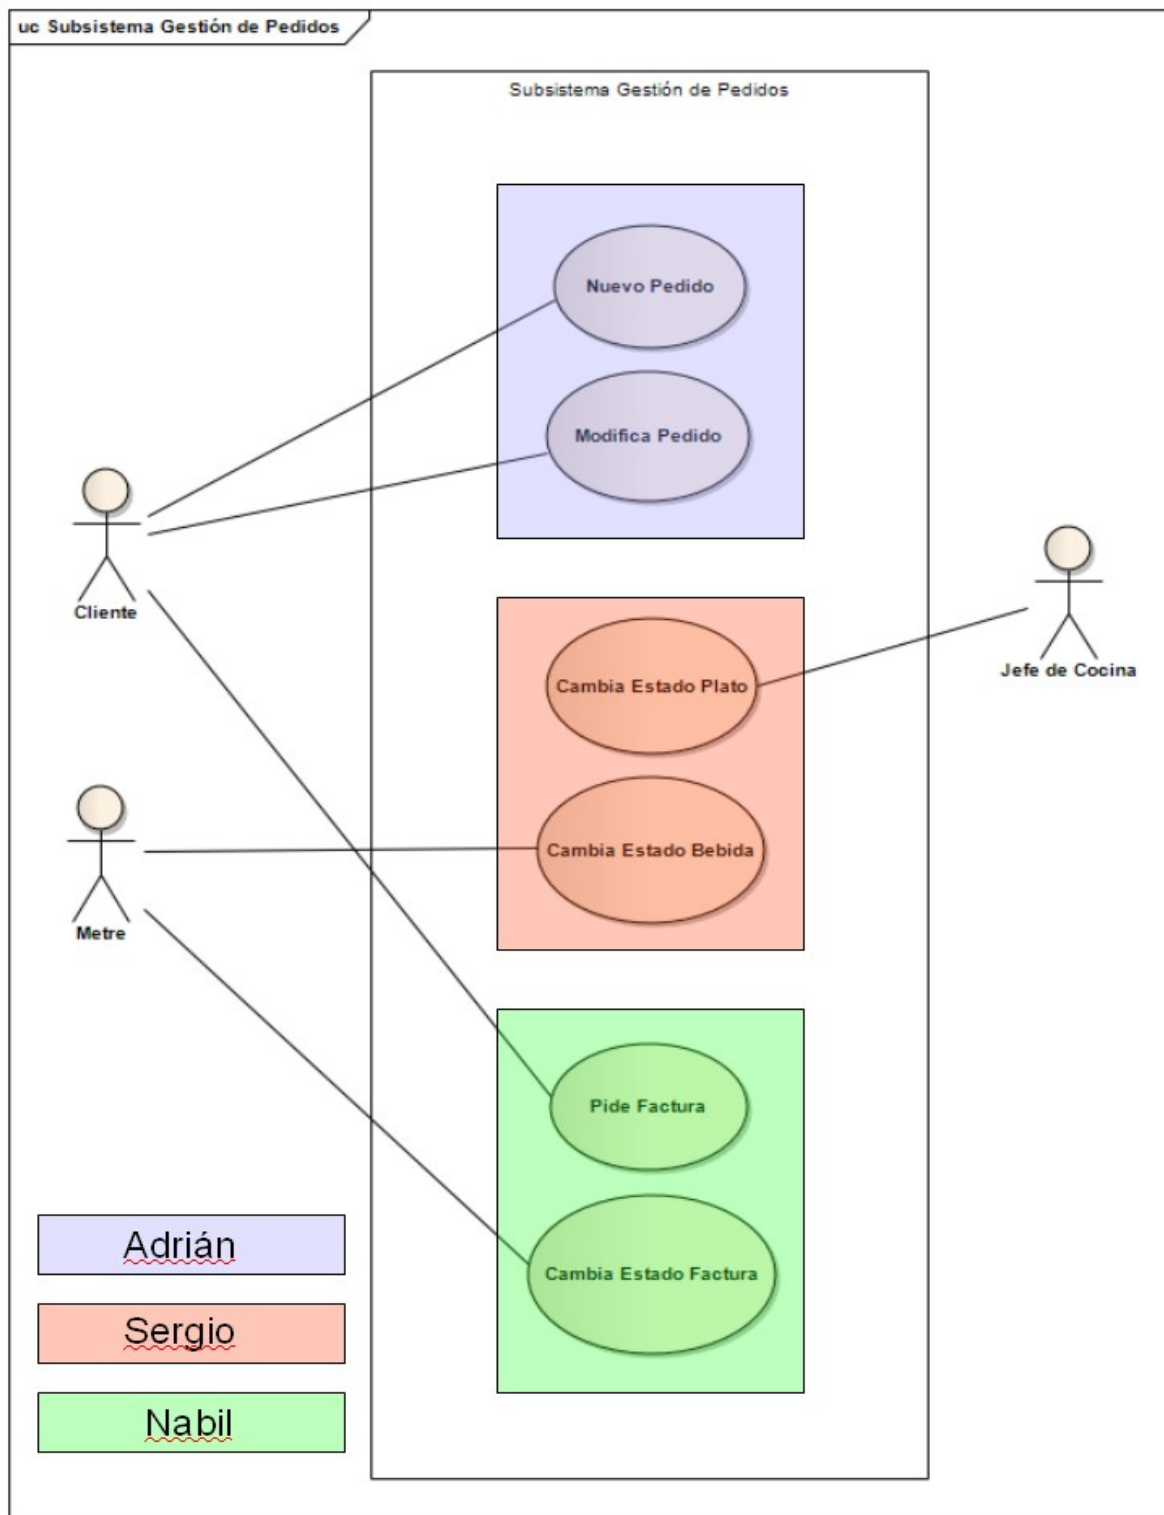 uc Subsistema Gestión de Pedidos
Subsistema Gestión de Pedidos
Nuevo Pedido
Modifica Pedido
Cliente
Cambia Estado Plato
Jefe de Cocina
Cambia Estado Bebida
Metre
Pide Factura
Cambia Estado Factura
Adrián
Sergio
Nabil